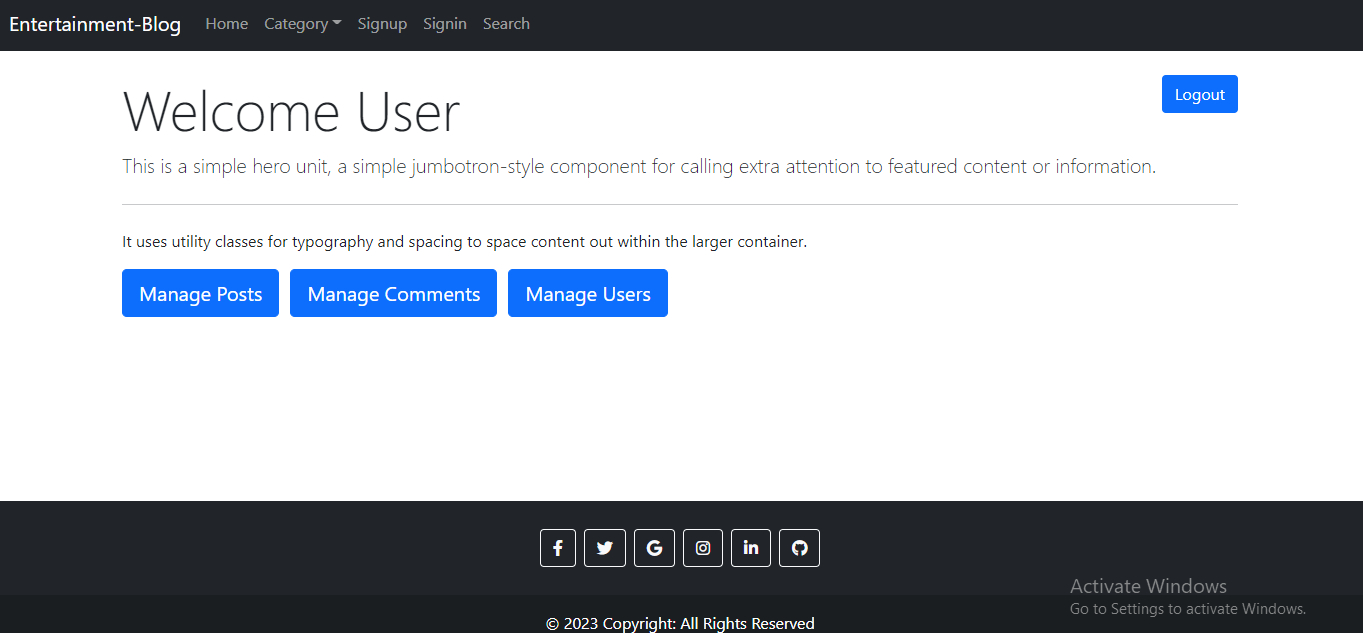 Entertainment-Blog Home Category Signup Signin Search
Welcome User
Logout
This is a simple hero unit, a simple jumbotron-style component for calling extra attention to featured content or information.
It uses utility classes for typography and spacing to space content out within the larger container.
Manage Posts Manage Comments Manage Users
Activate Windows
Go to Settings to activate Windows.
© 2023 Copyright: All Rights Reserved